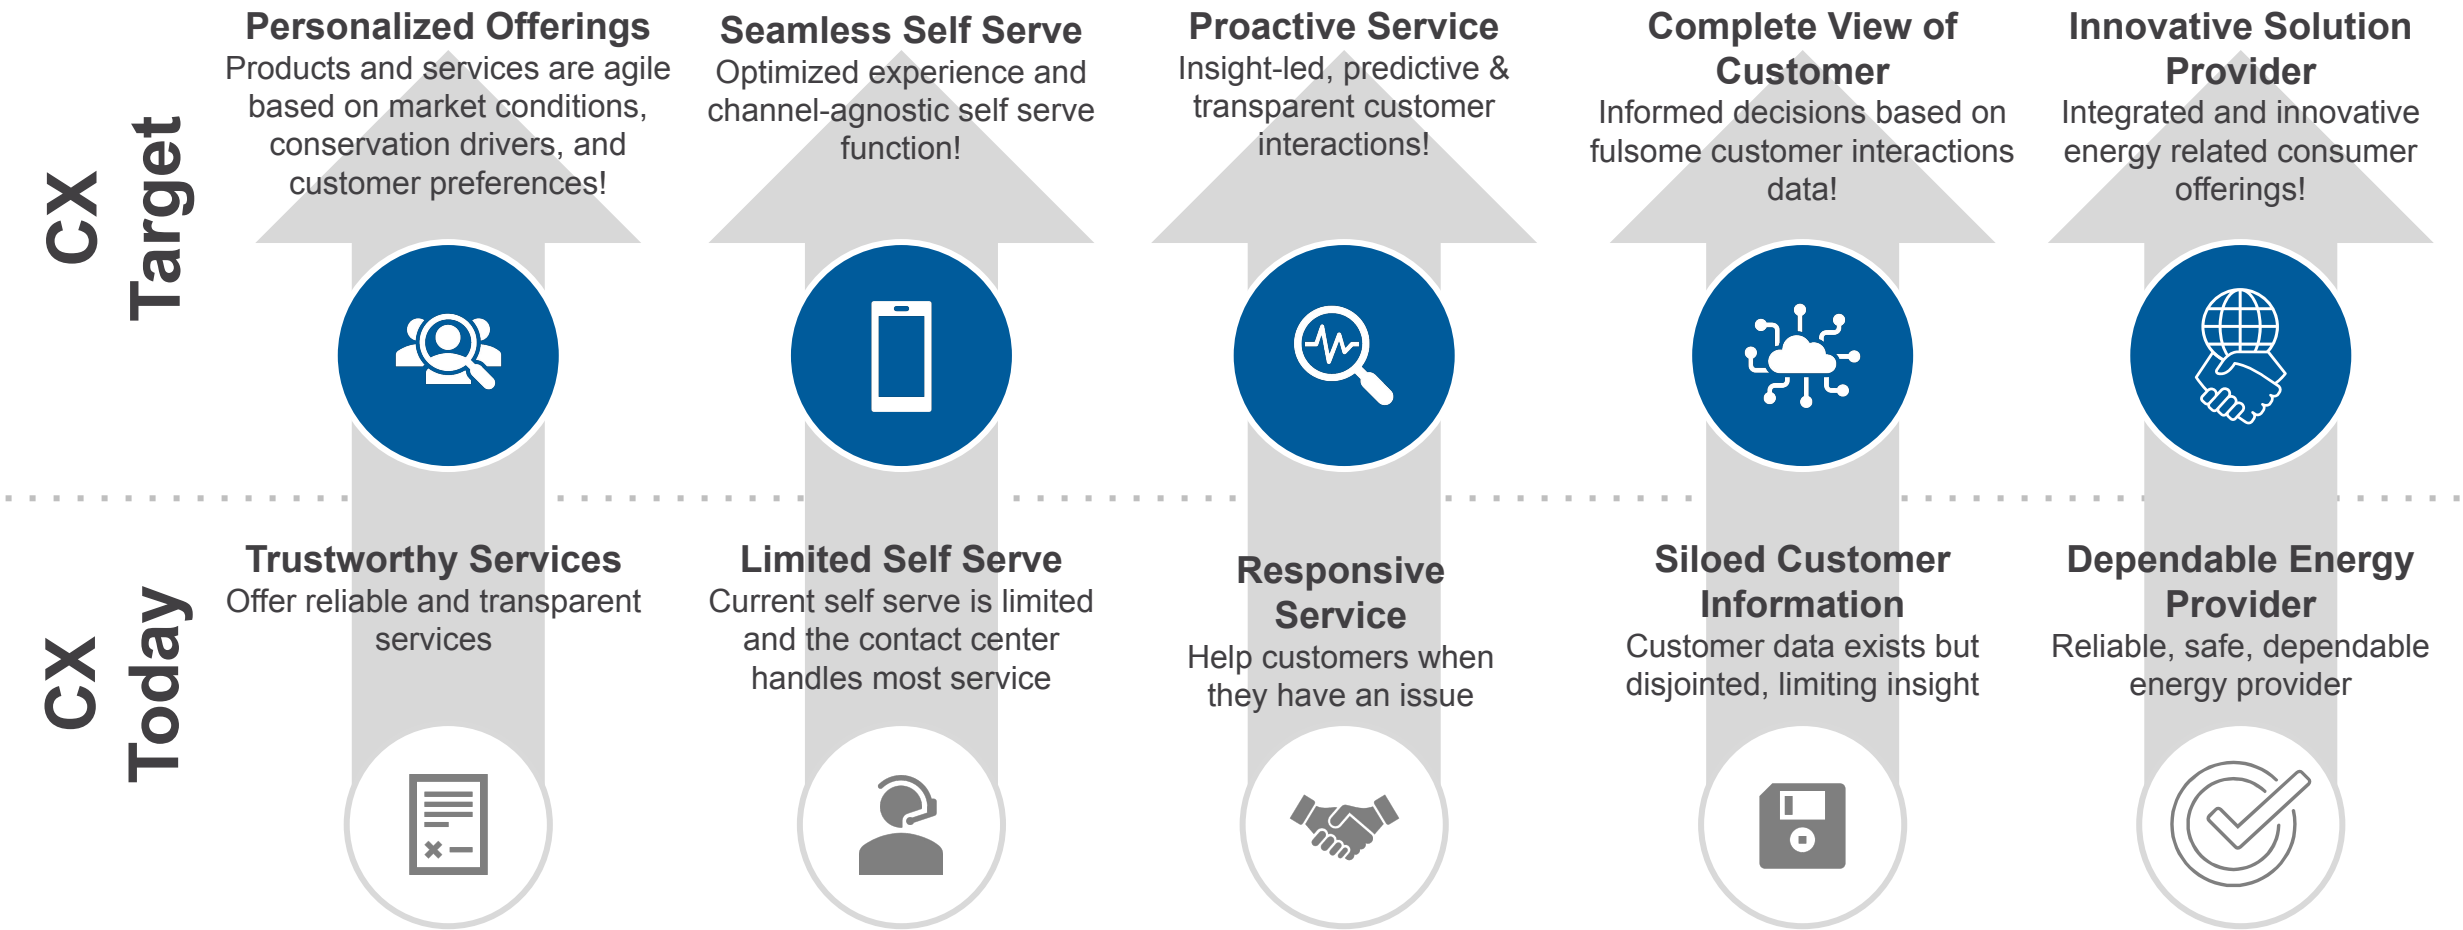 CX
Target
Personalized Offerings
Products and services are agile
based on market conditions,
conservation drivers, and
customer preferences!
Seamless Self Serve
Optimized experience and
channel-agnostic self serve
function!
Proactive Service
Insight-led, predictive &
transparent customer
interactions!
Complete View of
Customer
Informed decisions based on
fulsome customer interactions
data!
Innovative Solution
Provider
Integrated and innovative
energy related consumer
offerings!
CX
Today
Trustworthy Services
Offer reliable and transparent
services
Limited Self Serve
Current self serve is limited
and the contact center
handles most service
Responsive
Service
Help customers when
they have an issue
Siloed Customer
Information
Customer data exists but
disjointed, limiting insight
Dependable Energy
Provider
Reliable, safe, dependable
energy provider